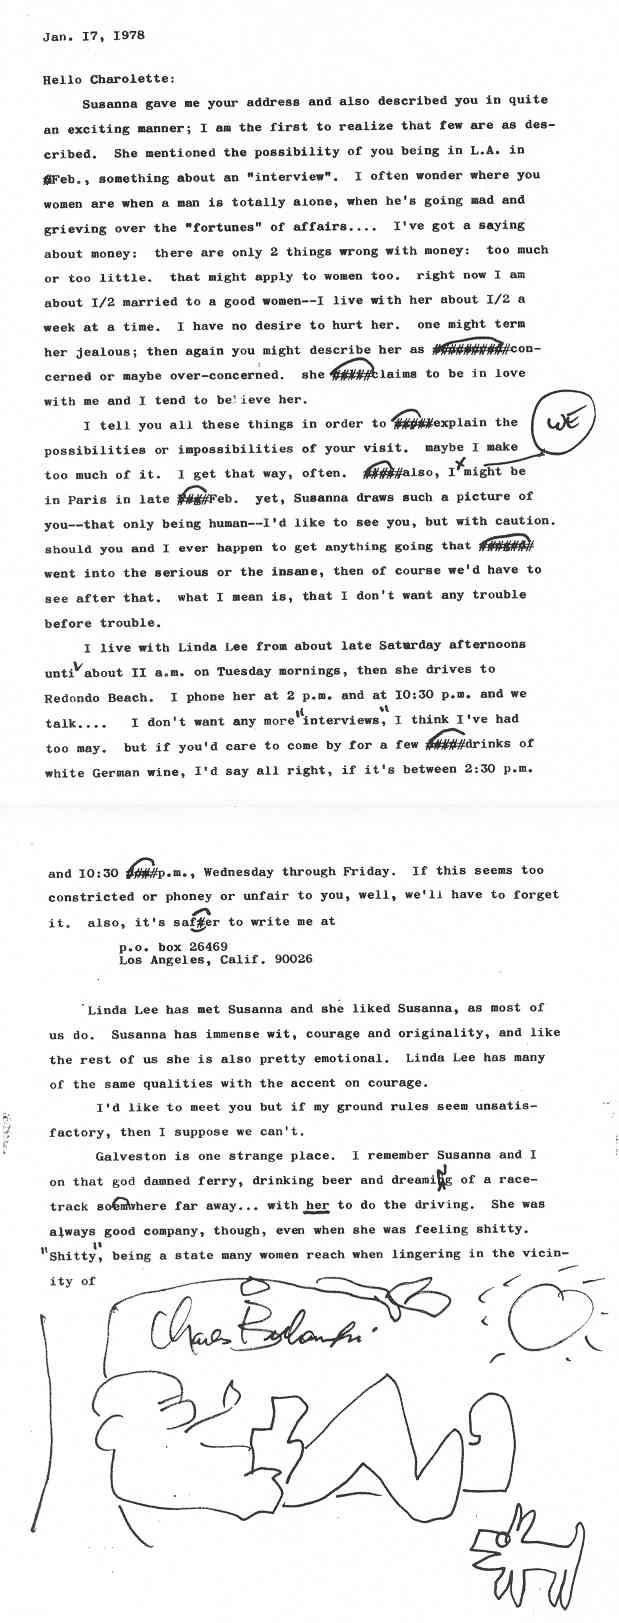 Jan. I7, I978
Hello Charolette:
Susanna gave me your address and also described you in quite
an exciting manner; I am the first to realize that few are as des-
cribed. She mentioned the possibility of you being in L.A. in
Feb., something about an "interview". I often wonder where you
women are when a man is totally alone, when he's going mad and
grieving over the "fortunes" of affairs.... I've got a saying
about money: there are only 2 things wrong with money: too much
or too little. that might apply to women too. right now I am
about I/2 married to a good women--I live with her about I/2 a
week at a time. I have no desire to hurt her. one might term
her jealous; then again you might describe her as con-
cerned or maybe over-concerned. she claims to be in love
with me and I tend to believe her.
I tell you all these things in order to explain the
WE
possibilities or impossibilities of your visit. maybe I make
too much of it. I get that way, often. also, I might be
in Paris in late Feb. yet, Susanna draws such a picture of
you--that only being human--I'd like to see you, but with caution.
should you and I ever happen to get anything going that
went into the serious or the insane, then of course we'd have to
see after that. what I mean is, that I don't want any trouble
before trouble.
I live with Linda Lee from about late Saturday afternoons
until about II a.m. on Tuesday mornings, then she drives to
Redondo Beach. I phone her at 2 p.m. and at I0:30 p.m. and we
talk.... I don't want any more "interviews", I think I've had
too may. but if you'd care to come by for a few drinks of
white German wine, I'd say all right, if it's between 2:30 p.m.
and I0:30 p.m., Wednesday through Friday. If this seems too
constricted or phoney or unfair to you, well, we'll have to forget
it. also, it's safer to write me at
p.o. box 26469
Los Angeles, Calif. 90026
Linda Lee has met Susanna and she liked Susanna, as most of
us do. Susanna has immense wit, courage and originality, and like
the rest of us she is also pretty emotional. Linda Lee has many
of the same qualities with the accent on courage.
I'd like to meet you but if my ground rules seem unsatis-
factory, then I suppose we can't.
Galveston is one strange place. I remember Susanna and I
on that god damned ferry, drinking beer and dreaming of a race-
track somewhere far away... with her to do the driving. She was
always good company, though, even when she was feeling shitty.
"Shitty", being a state many women reach when lingering in the vicin-
ity of
Charles Bukowski